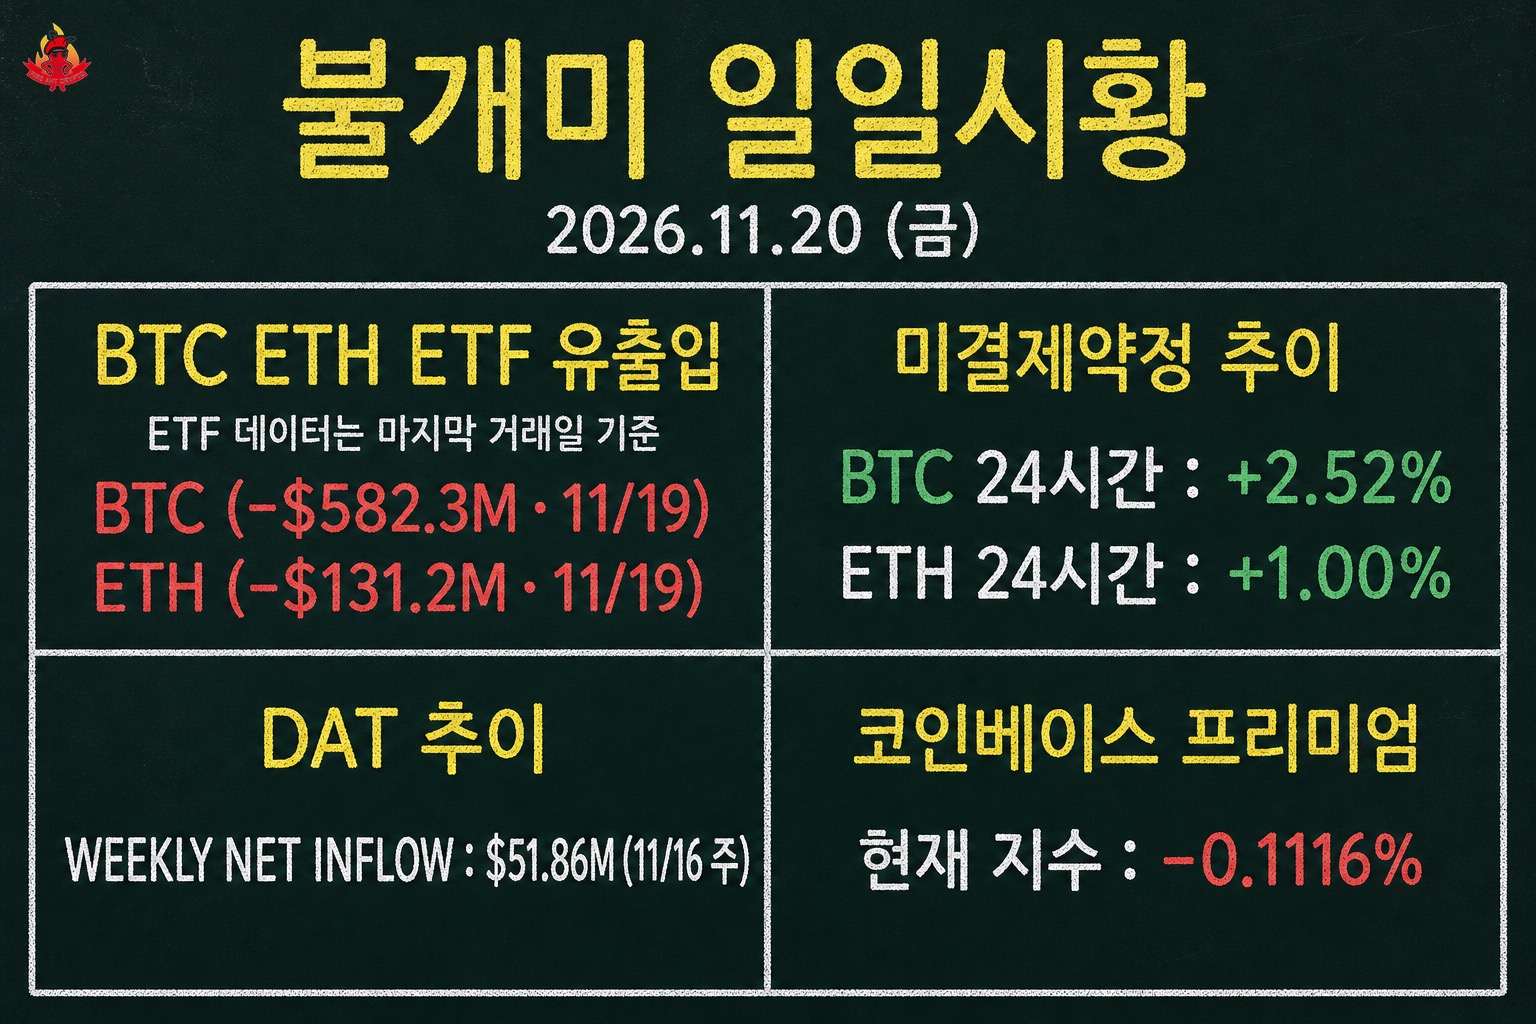 불개미 일일시황
2026.11.20 (금)
BTC ETH ETF 유출입
ETF 데이터는 마지막 거래일 기준
BTC (−$582.3M · 11/19)
ETH (−$131.2M · 11/19)
미결제약정 추이
BTC 24시간 : +2.52%
ETH 24시간 : +1.00%
DAT 추이
WEEKLY NET INFLOW : $51.86M (11/16 주)
코인베이스 프리미엄
현재 지수 : −0.1116%